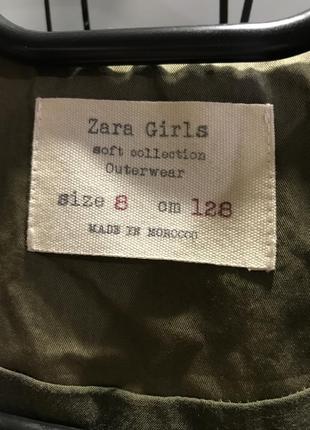 Zara Girls
soft collection
Outerwear
size 8 cm 128
MADE IN MOROCCO